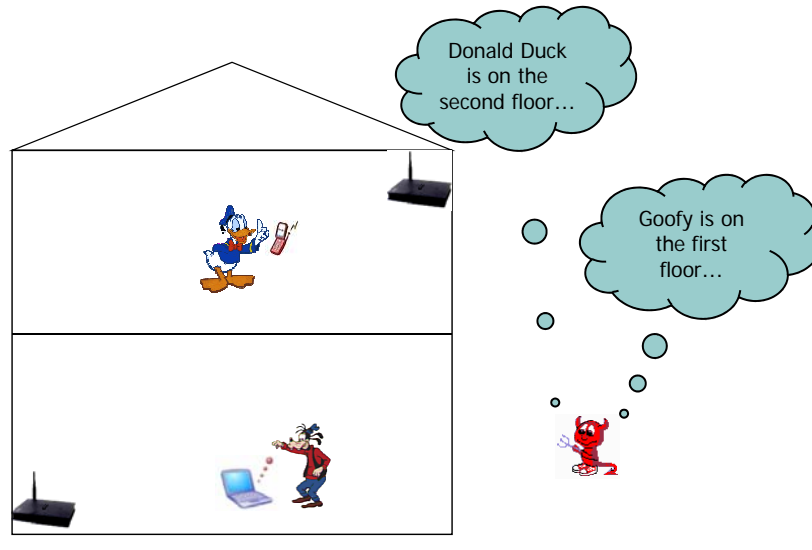 Donald Duck
is on the
second floor…
Goofy is on
the first
floor…